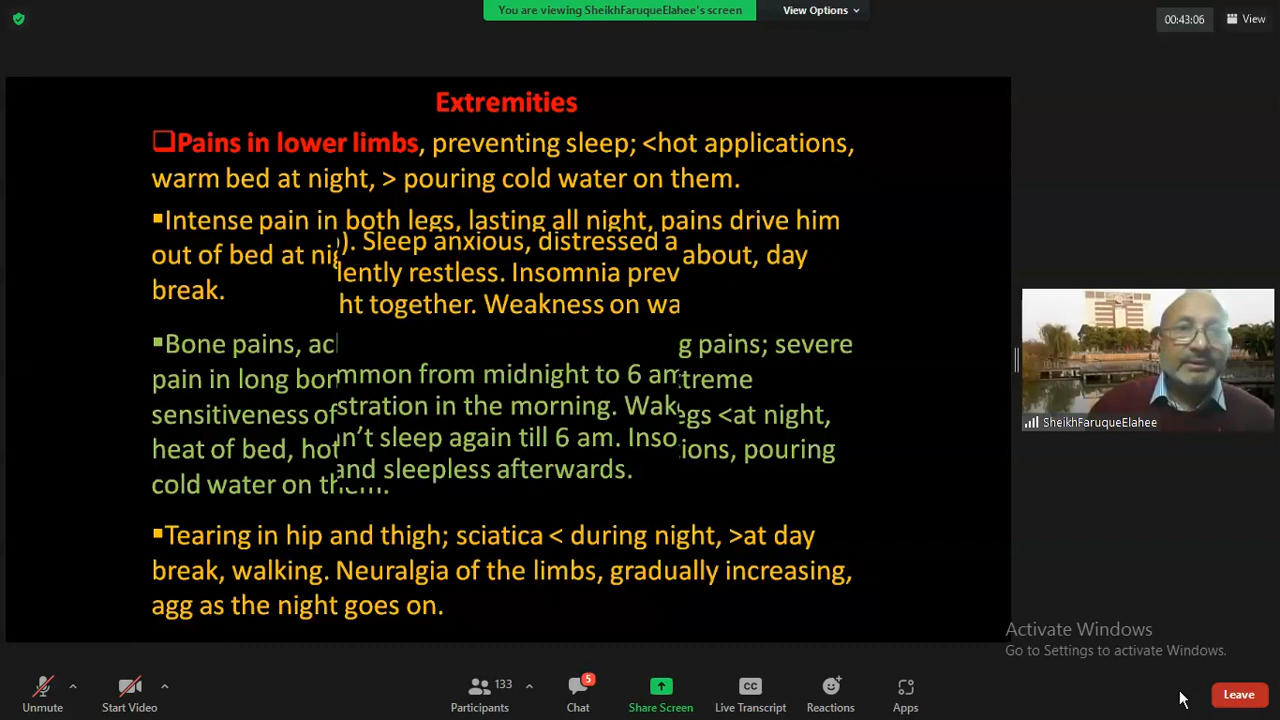 You are viewing SheikhFaruqueElahee's screen
View Options
00:43:06
View
Extremities
Pains in lower limbs, preventing sleep; <hot applications,
warm bed at night, > pouring cold water on them.
Intense pain in both legs, lasting all night, pains drive him
). Sleep anxious, distressed a
out of bed at about, day
lently restless. Insomnia prev
break.
ht together. Weakness on wa
Bone pains, g pains; severe
mmon from midnight to 6 am
pain in long bon treme
stration in the morning. Wak
sensitiveness of egs <at night,
n't sleep again till 6 am. Inso
heat of bed, hot ions, pouring
and sleepless afterwards.
cold water on
Tearing in hip and thigh; sciatica < during night, >at day
break, walking. Neuralgia of the limbs, gradually increasing,
agg as the night goes on.
SheikhFaruqueElahee
Activate Windows
Go to Settings to activate Windows.
Unmute
Start Video
133
Participants
5
Chat
Share Screen
CC
Live Transcript
Reactions
Apps
Leave